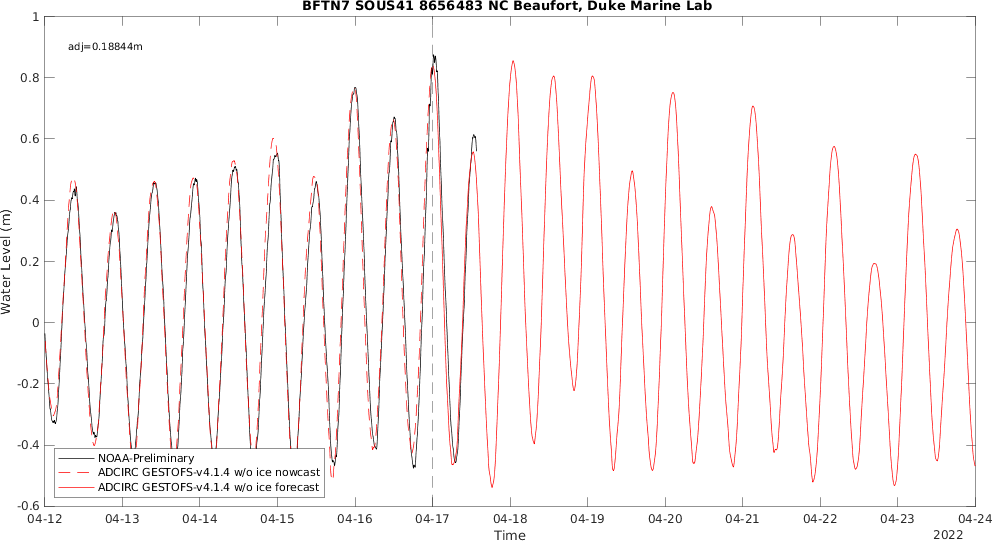 BFTN7 SOUS41 8656483 NC Beaufort, Duke Marine Lab
adj=0.18844m
1
0.8
0.6
0.4
0.2
0
-0.2
-0.4
-0.6
Water Level (m)
NOAA-Preliminary
ADCIRC GESTOFS-v4.1.4 w/o ice nowcast
ADCIRC GESTOFS-v4.1.4 w/o ice forecast
04-12 04-13 04-14 04-15 04-16 04-17 04-18 04-19 04-20 04-21 04-22 04-23 04-24
Time
2022